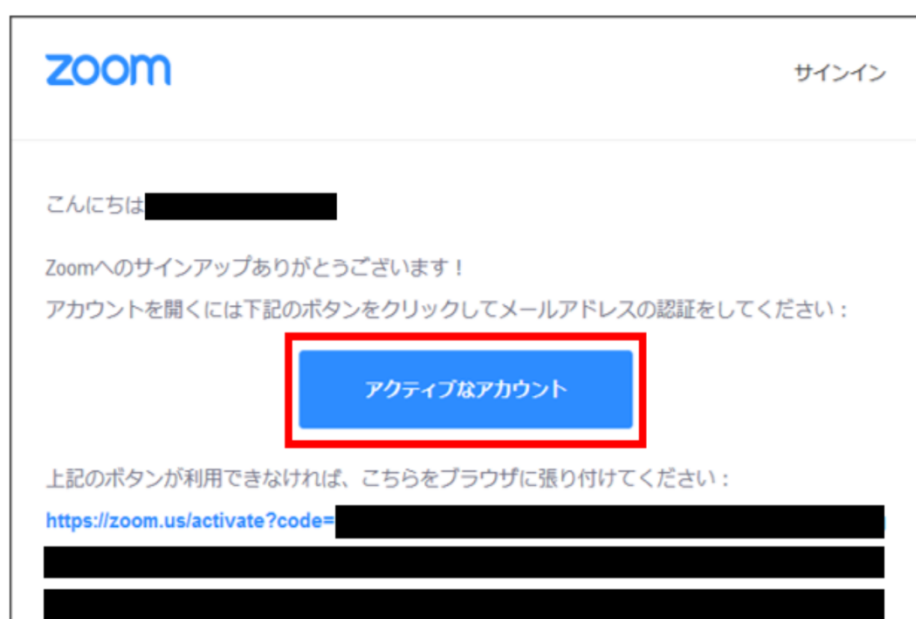 zoom
サインイン
こんにちは
Zoomへのサインアップありがとうございます！
アカウントを開くには下記のボタンをクリックしてメールアドレスの認証をしてください：
アクティブなアカウント
上記のボタンが利用できなければ、こちらをブラウザに張り付けてください：
https://zoom.us/activate?code=